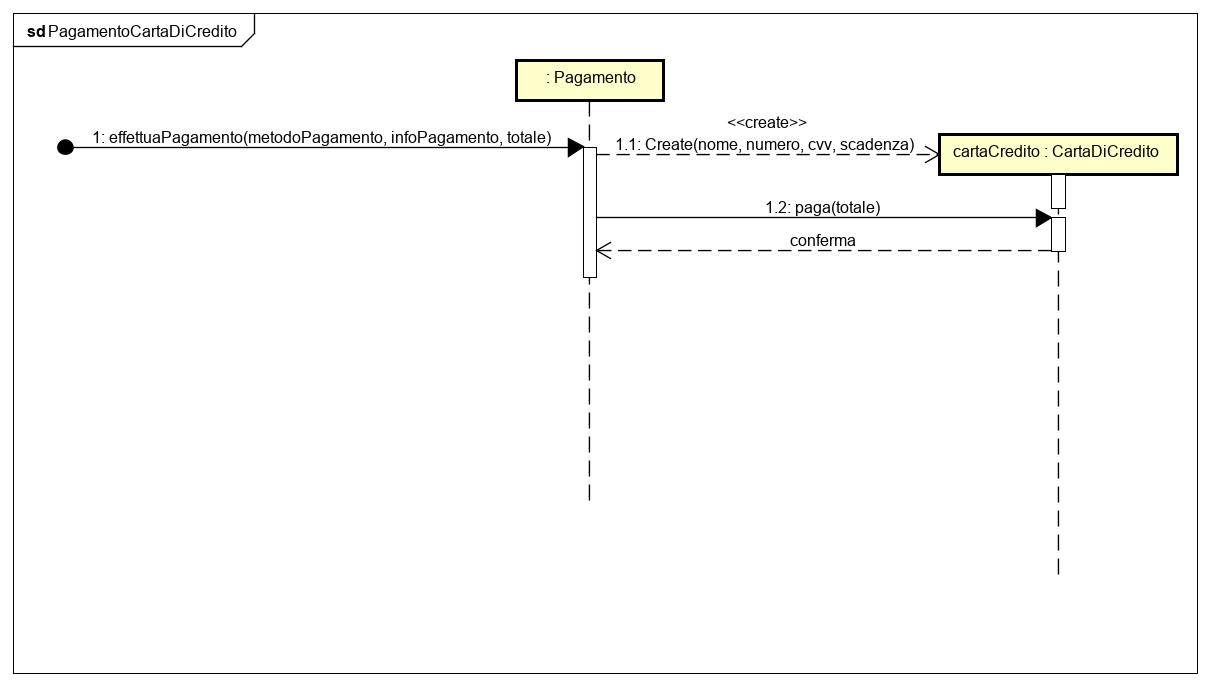 sd PagamentoCartaDiCredito
: Pagamento
<<create>>
1: effettuaPagamento(metodoPagamento, infoPagamento, totale)
1.1: Create(nome, numero, cvv, scadenza)
cartaCredito : CartaDiCredito
1.2: paga(totale)
conferma